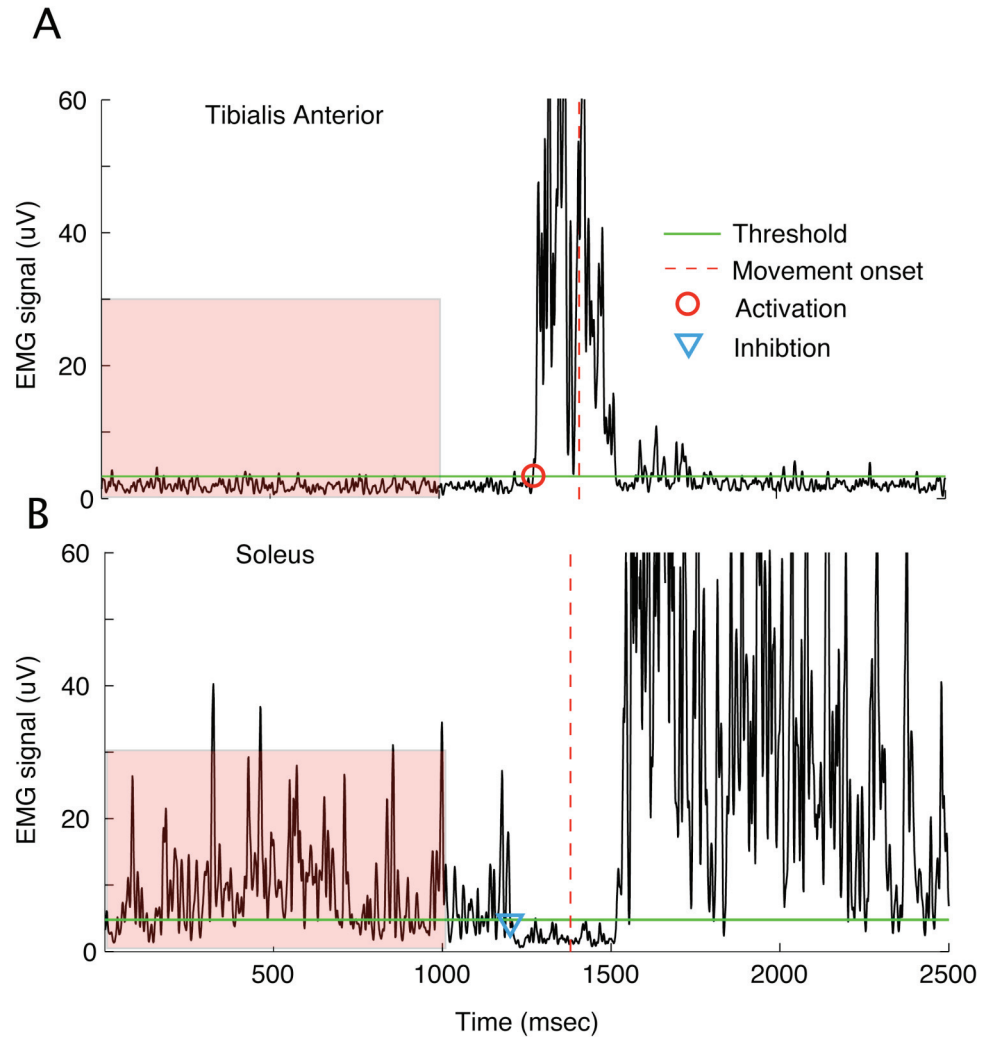 A
60
Tibialis Anterior
40
Threshold
Movement onset
Activation
Inhibtion
20
0
EMG signal (uV)
B
60
Soleus
40
20
0
EMG signal (uV)
500
1000
1500
2000
2500
Time (msec)